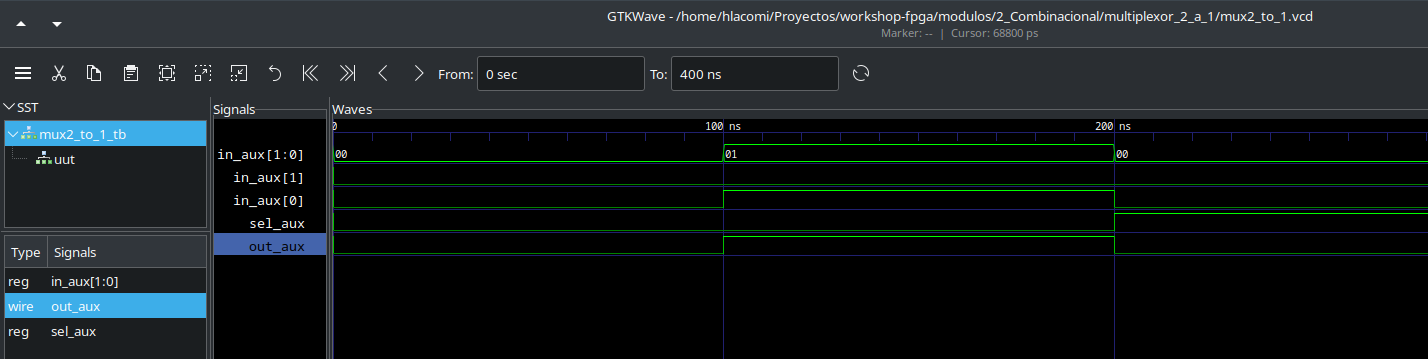 GTKWave - /home/hlacomi/Proyectos/workshop-fpga/modulos/2_Combinacional/multiplexor_2_a_1/mux2_to_1.vcd
Marker: -- | Cursor: 68800 ps
From: 0 sec To: 400 ns
SST
mux2_to_1_tb
uut
Type Signals
reg in_aux[1:0]
wire out_aux
reg sel_aux
Signals
in_aux[1:0]
in_aux[1]
in_aux[0]
sel_aux
out_aux
Waves
0 100 ns 200 ns
00 01 00